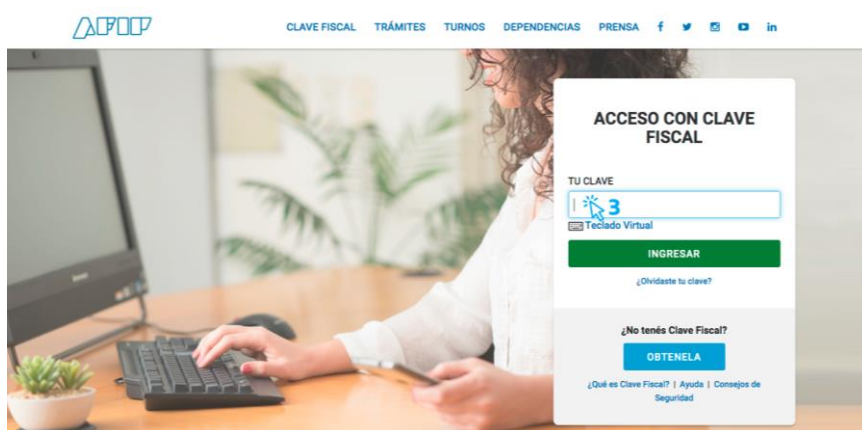 AFIP
CLAVE FISCAL TRÁMITES TURNOS DEPENDENCIAS PRENSA f in
ACCESO CON CLAVE
FISCAL
TU CLAVE
3
Teclado Virtual
INGRESAR
¿Olvidaste tu clave?
¿No tenés Clave Fiscal?
OBTENELA
¿Qué es Clave Fiscal? | Ayuda | Consejos de
Seguridad